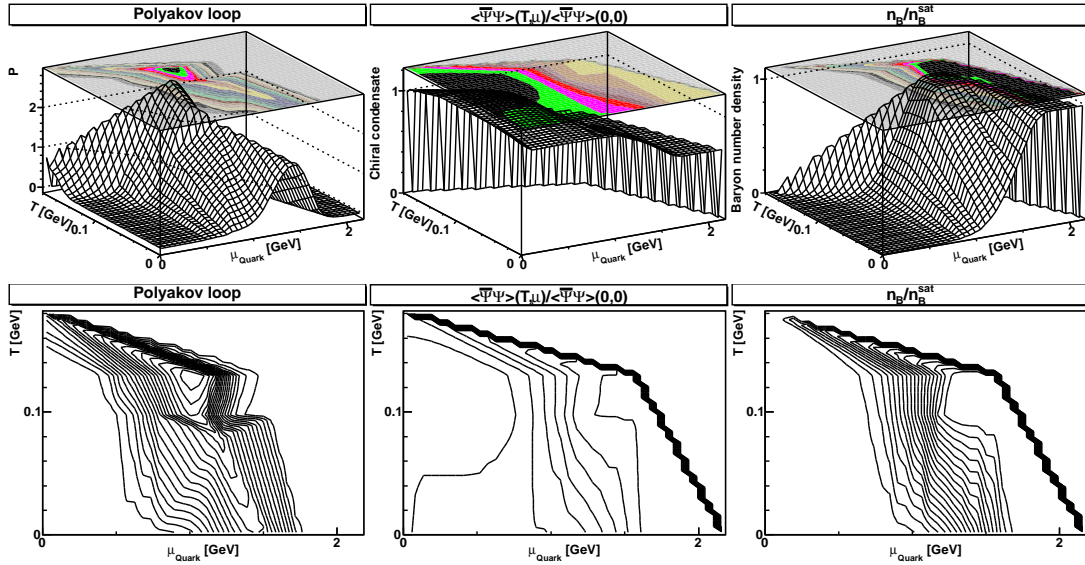 Polyakov loop
<Ψ̅Ψ>(T,μ)/<Ψ̅Ψ>(0,0)
n_B/n_B^sat
P
2
1
0
T [GeV]
0.1
0
0
μ_Quark [GeV]
2
Chiral condensate
1
0.5
0
T [GeV]
0.1
0
0
μ_Quark [GeV]
2
Baryon number density
1
0
T [GeV]
0.1
0
0
μ_Quark [GeV]
2
Polyakov loop
<Ψ̅Ψ>(T,μ)/<Ψ̅Ψ>(0,0)
n_B/n_B^sat
T [GeV]
0.1
0
0
μ_Quark [GeV]
2
T [GeV]
0.1
0
0
μ_Quark [GeV]
2
T [GeV]
0.1
0
0
μ_Quark [GeV]
2